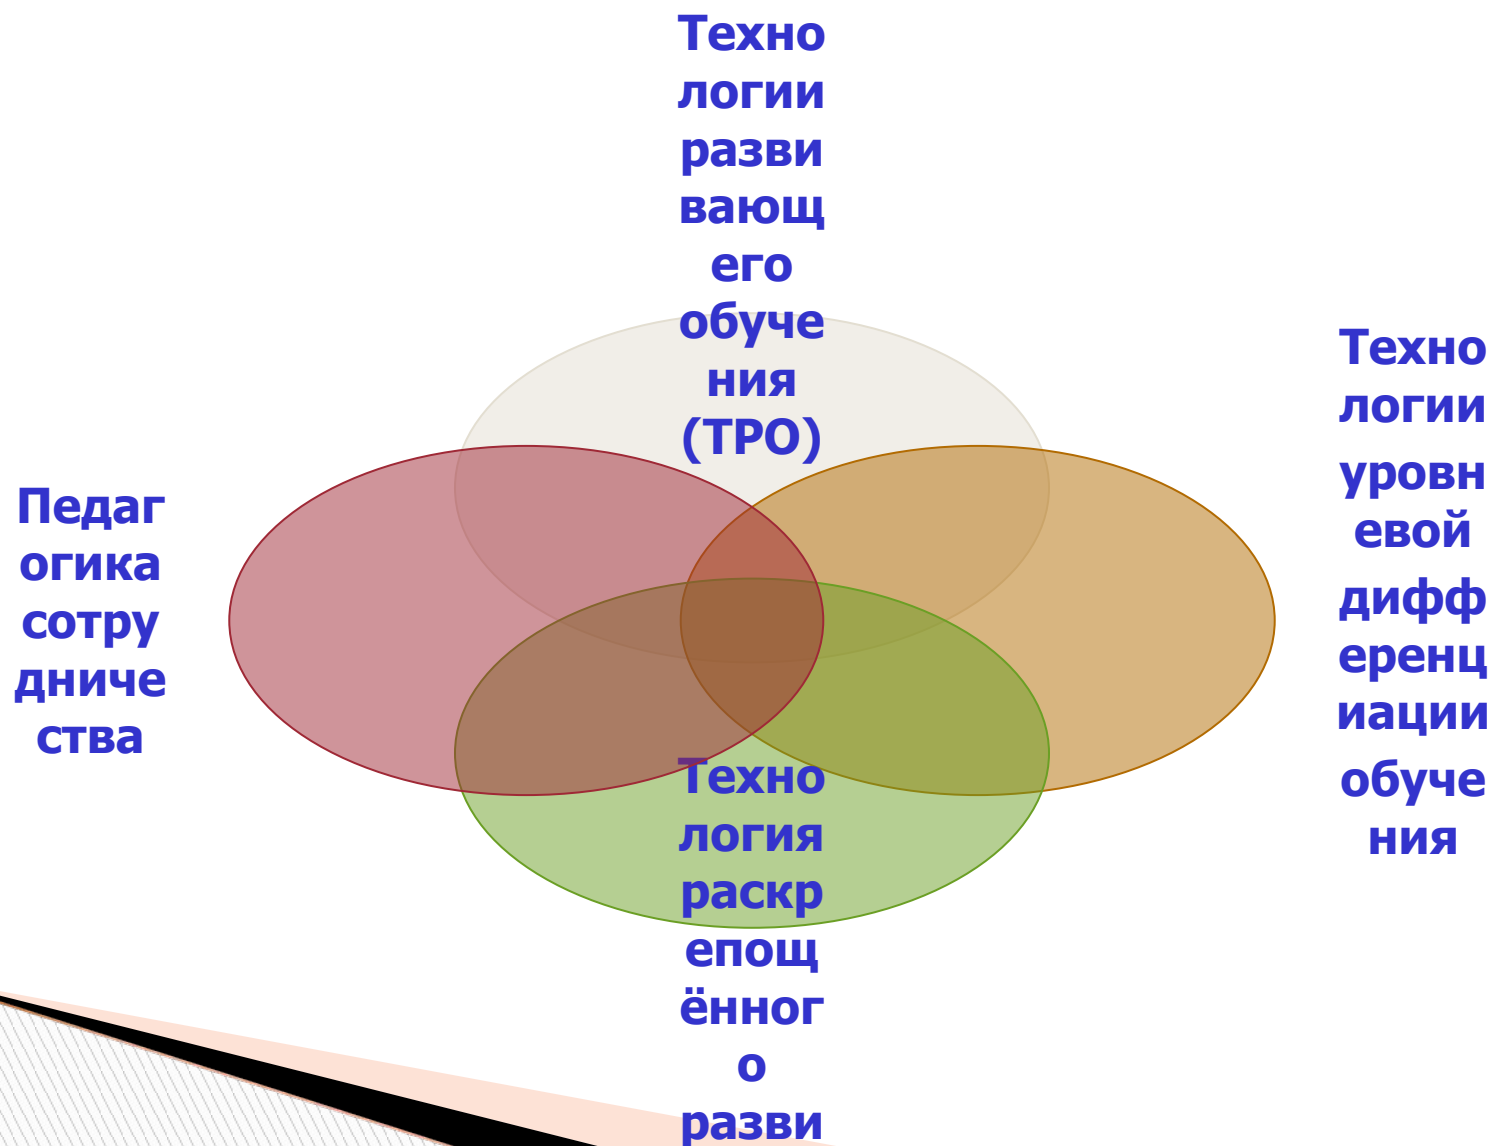 Техно
логии
разви
вающ
его
обуче
ния
(ТРО)
Техно
логии
уровн
евой
дифф
еренц
иации
обуче
ния
Педаг
огика
сотру
дниче
ства
Техно
логия
раскр
епощ
ённог
о
разви